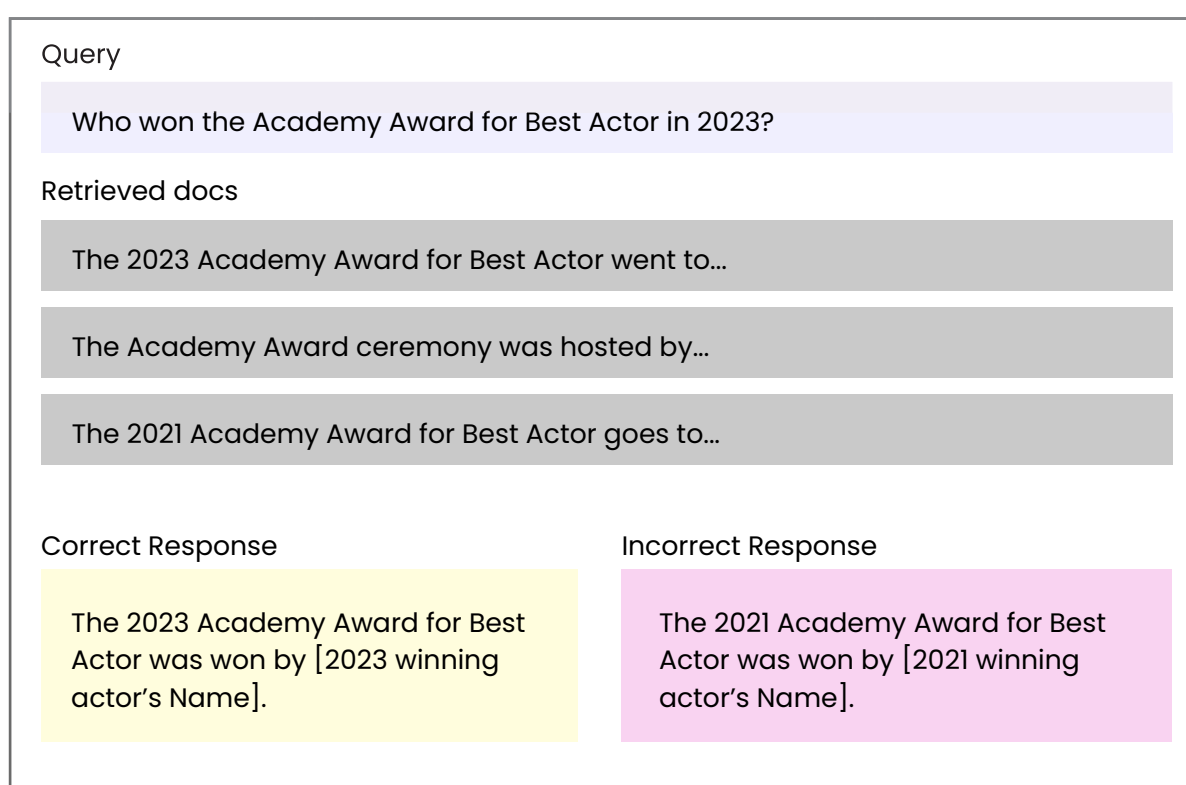 Query
Who won the Academy Award for Best Actor in 2023?
Retrieved docs
The 2023 Academy Award for Best Actor went to...
The Academy Award ceremony was hosted by...
The 2021 Academy Award for Best Actor goes to...
Correct Response
The 2023 Academy Award for Best
Actor was won by [2023 winning
actor’s Name].
Incorrect Response
The 2021 Academy Award for Best
Actor was won by [2021 winning
actor’s Name].